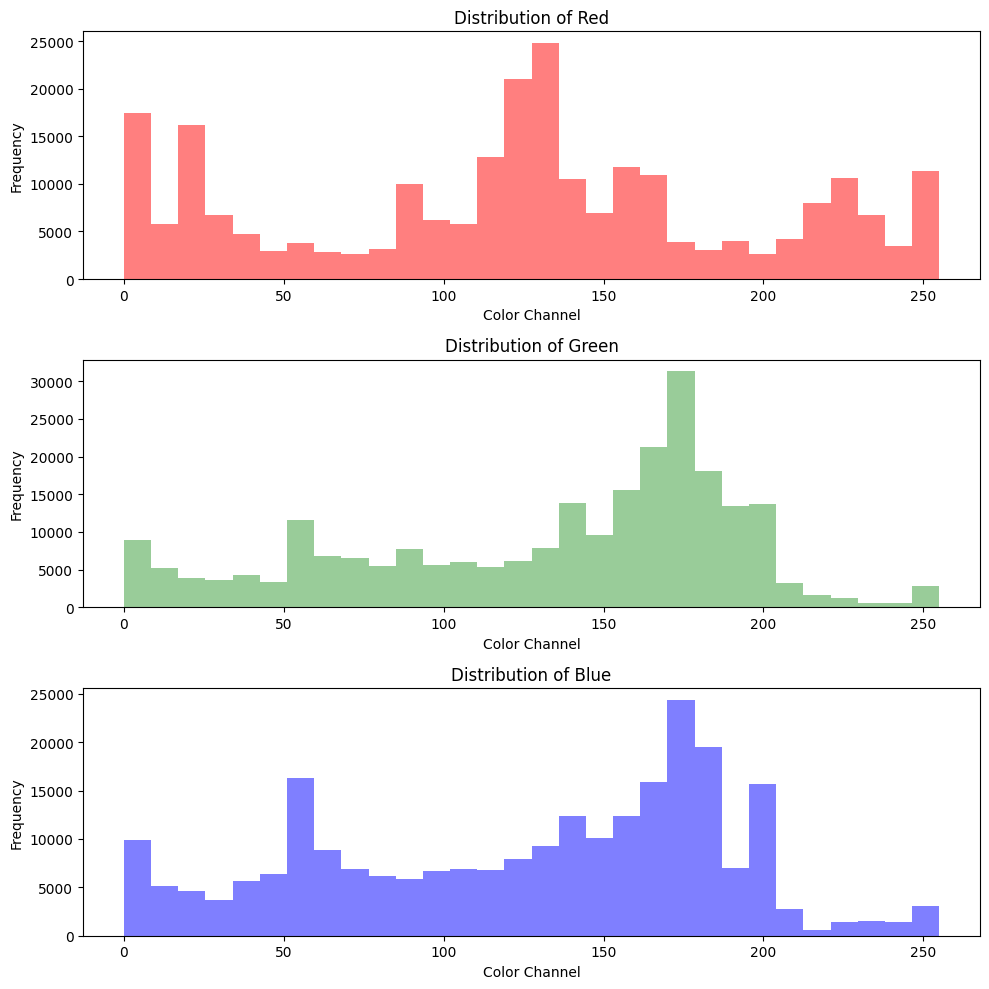 Distribution of Red
25000
20000
15000
10000
5000
0
Frequency
0 50 100 150 200 250
Color Channel
Distribution of Green
30000
25000
20000
15000
10000
5000
0
Frequency
0 50 100 150 200 250
Color Channel
Distribution of Blue
25000
20000
15000
10000
5000
0
Frequency
0 50 100 150 200 250
Color Channel